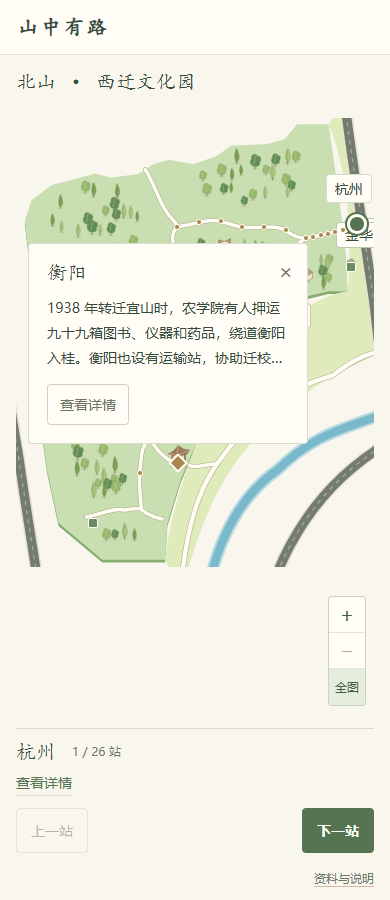 山中有路
北山 • 西迁文化园
杭州
金华
衡阳
×
1938 年转迁宜山时，农学院有人押运
九十九箱图书、仪器和药品，绕道衡阳
入桂。衡阳也设有运输站，协助迁校...
查看详情
+
−
全图
杭州 1 / 26 站
查看详情
上一站 下一站
资料与说明